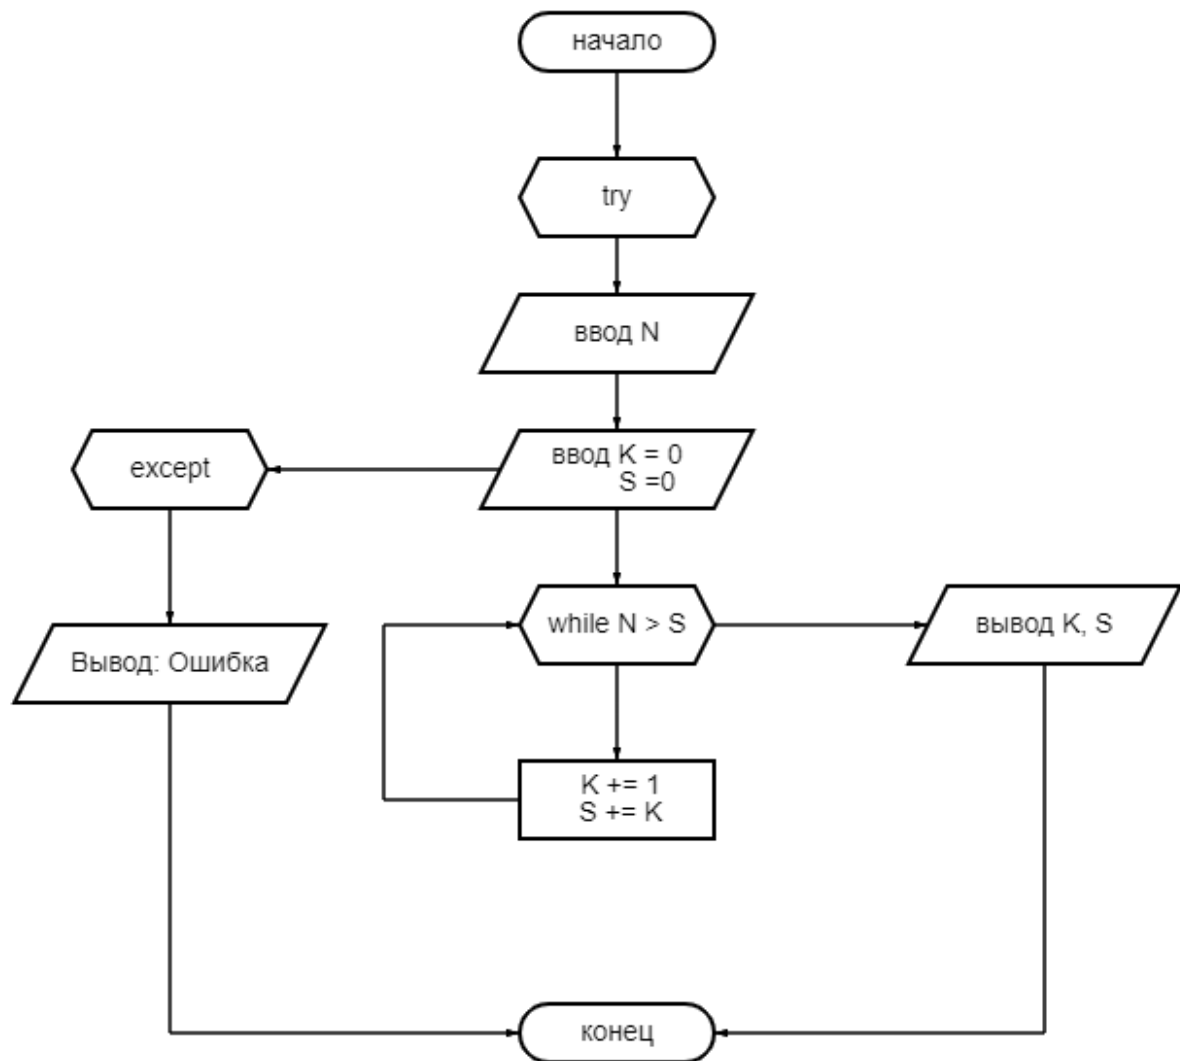 начало
try
ввод N
ввод K = 0
S =0
except
while N > S
вывод K, S
Вывод: Ошибка
K += 1
S += K
конец